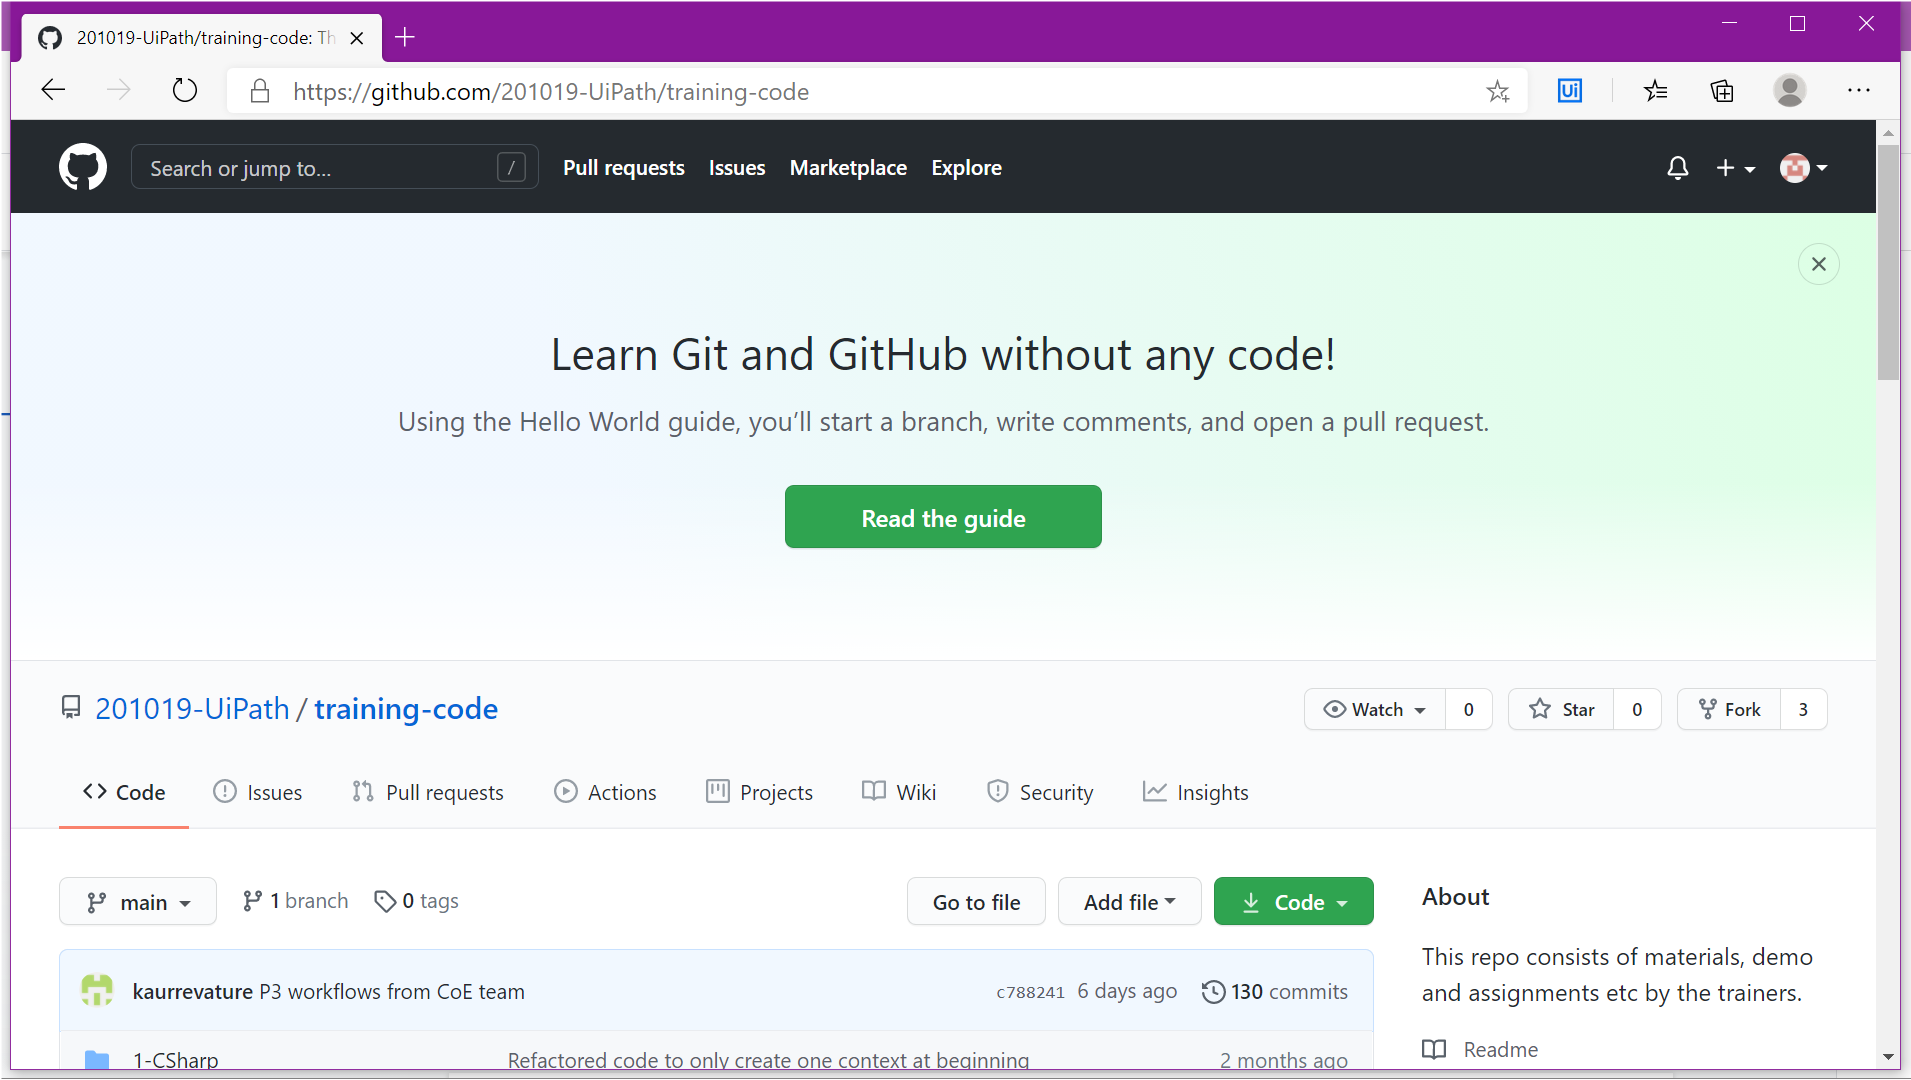 201019-UiPath/training-code: Th
https://github.com/201019-UiPath/training-code
Ui
Search or jump to... /
Pull requests Issues Marketplace Explore
Learn Git and GitHub without any code!
Using the Hello World guide, you’ll start a branch, write comments, and open a pull request.
Read the guide
201019-UiPath / training-code
Watch 0 Star 0 Fork 3
Code Issues Pull requests Actions Projects Wiki Security Insights
main 1 branch 0 tags Go to file Add file Code
About
This repo consists of materials, demo
and assignments etc by the trainers.
Readme
kaurrevature P3 workflows from CoE team c788241 6 days ago 130 commits
1-CSharp Refactored code to only create one context at beginning 2 months ago